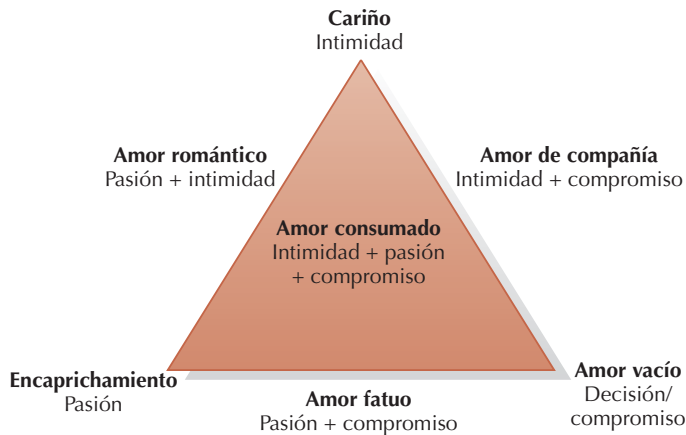 Cariño
Intimidad
Amor romántico
Pasión + intimidad
Amor de compañía
Intimidad + compromiso
Amor consumado
Intimidad + pasión
+ compromiso
Encaprichamiento
Pasión
Amor fatuo
Pasión + compromiso
Amor vacío
Decisión/
compromiso